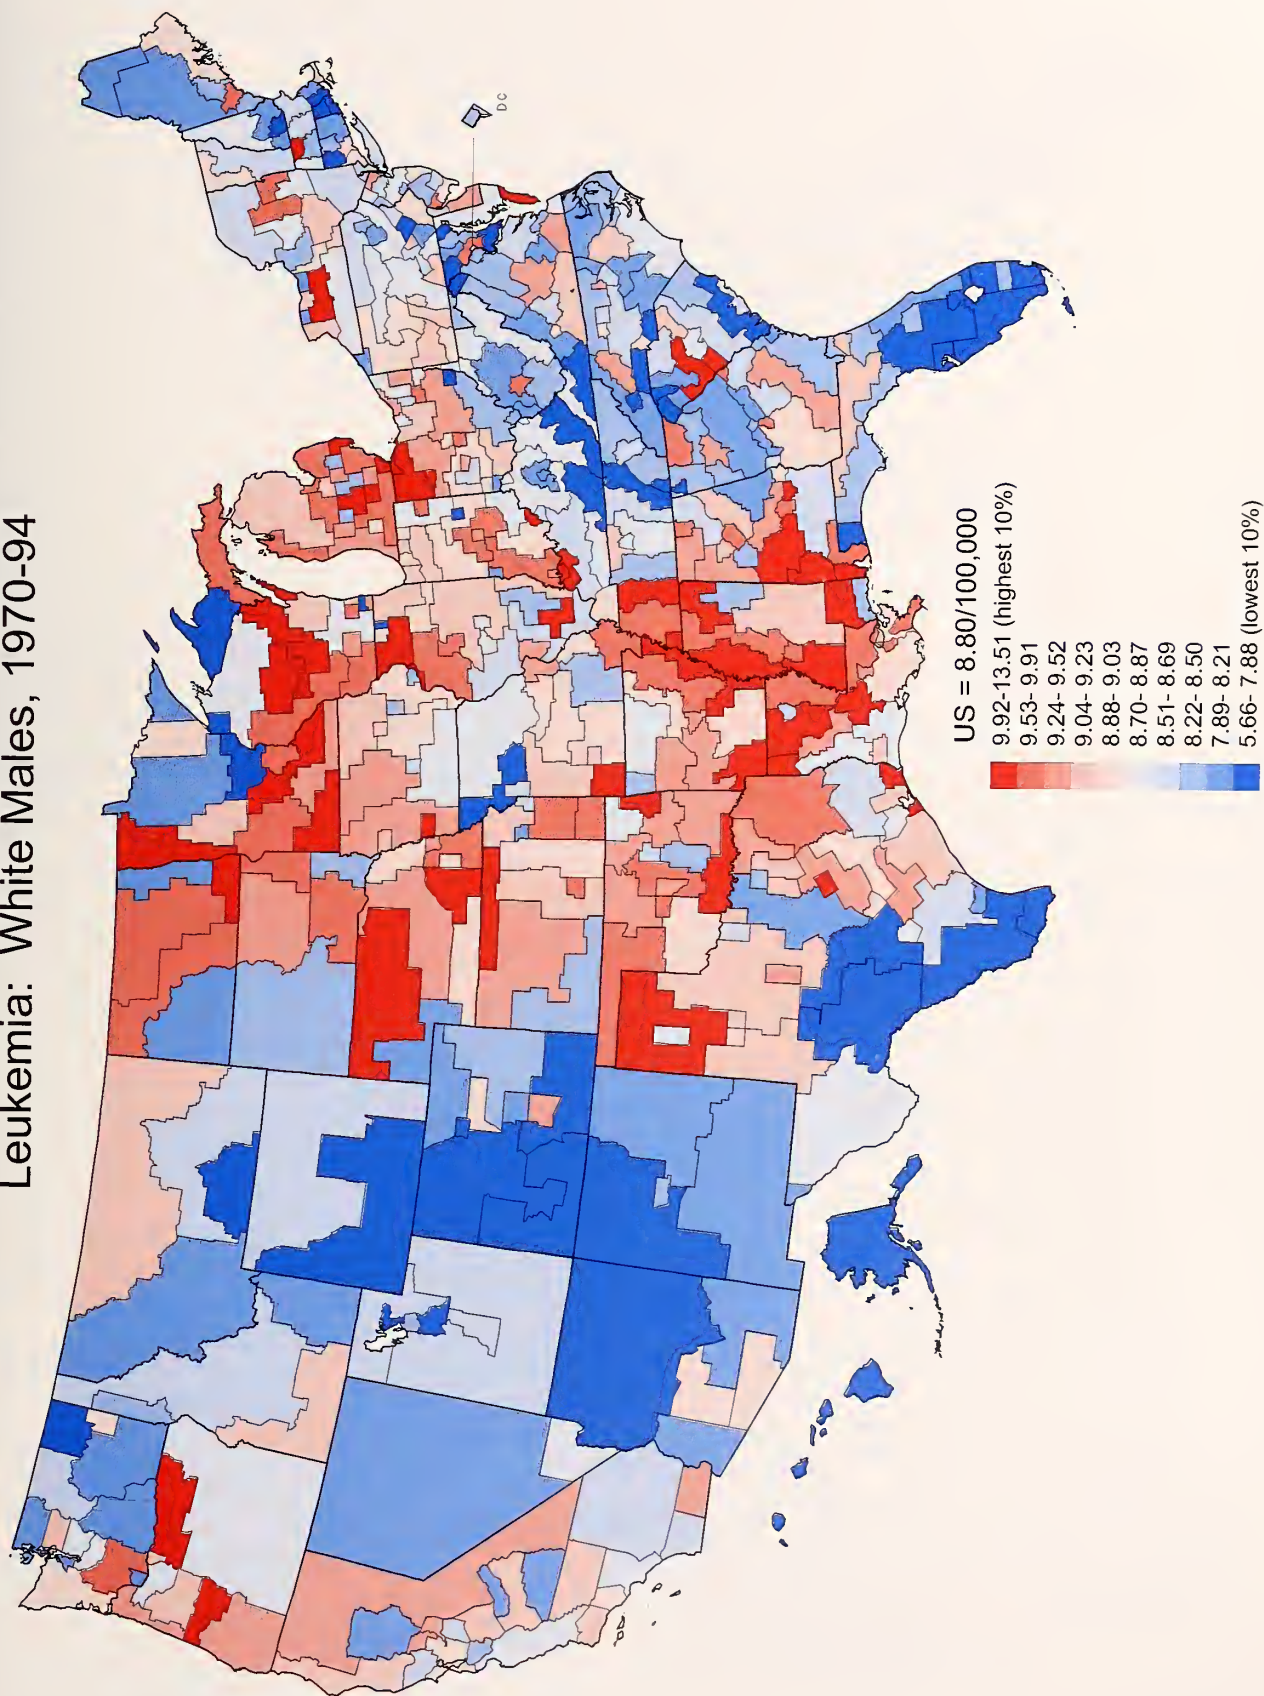 Leukemia: White Males, 1970-94
DC
US = 8.80/100,000
9.92-13.51 (highest 10%)
9.53- 9.91
9.24- 9.52
9.04- 9.23
8.88- 9.03
8.70- 8.87
8.51- 8.69
8.22- 8.50
7.89- 8.21
5.66- 7.88 (lowest 10%)